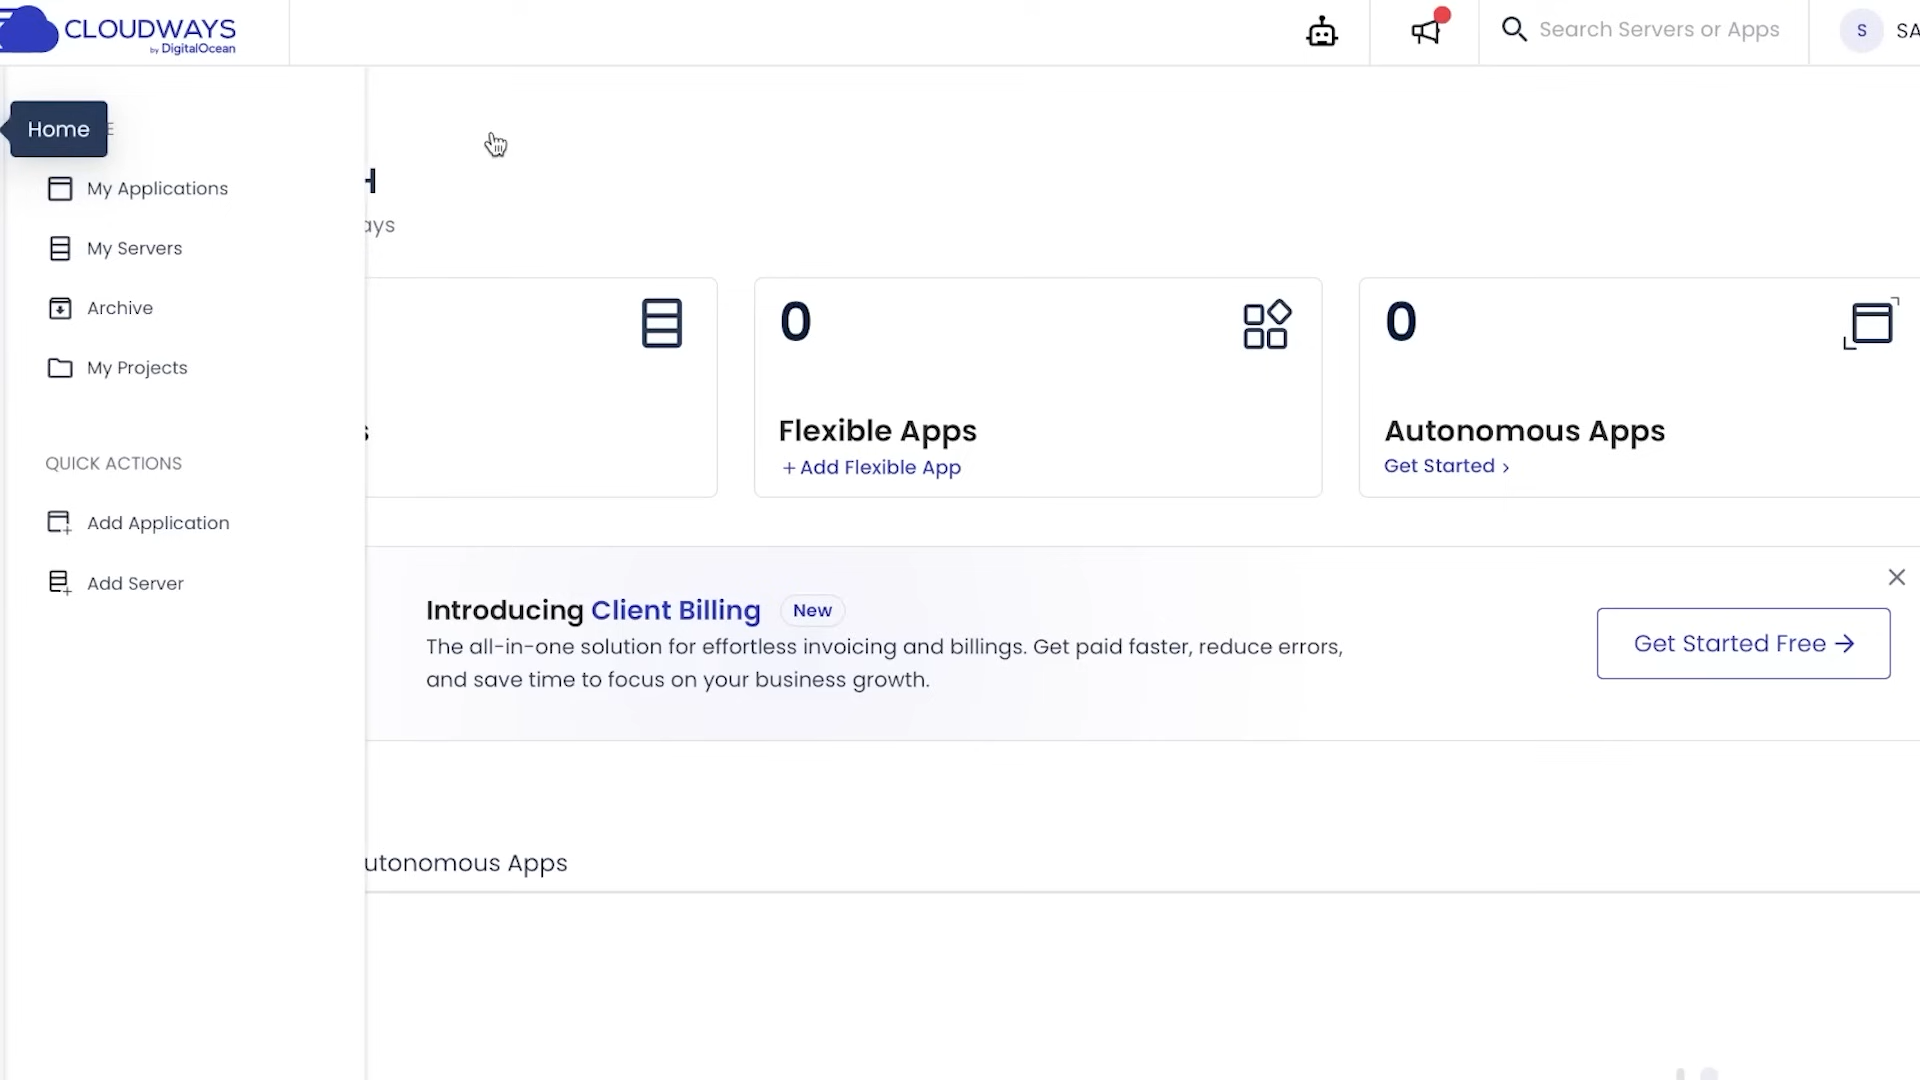 CLOUDWAYS
by DigitalOcean
Search Servers or Apps
S
SA
Home
E
My Applications
My Servers
Archive
My Projects
QUICK ACTIONS
Add Application
Add Server
H
ays
s
0
Flexible Apps
+ Add Flexible App
0
Autonomous Apps
Get Started >
Introducing Client Billing New
The all-in-one solution for effortless invoicing and billings. Get paid faster, reduce errors,
and save time to focus on your business growth.
Get Started Free →
utonomous Apps